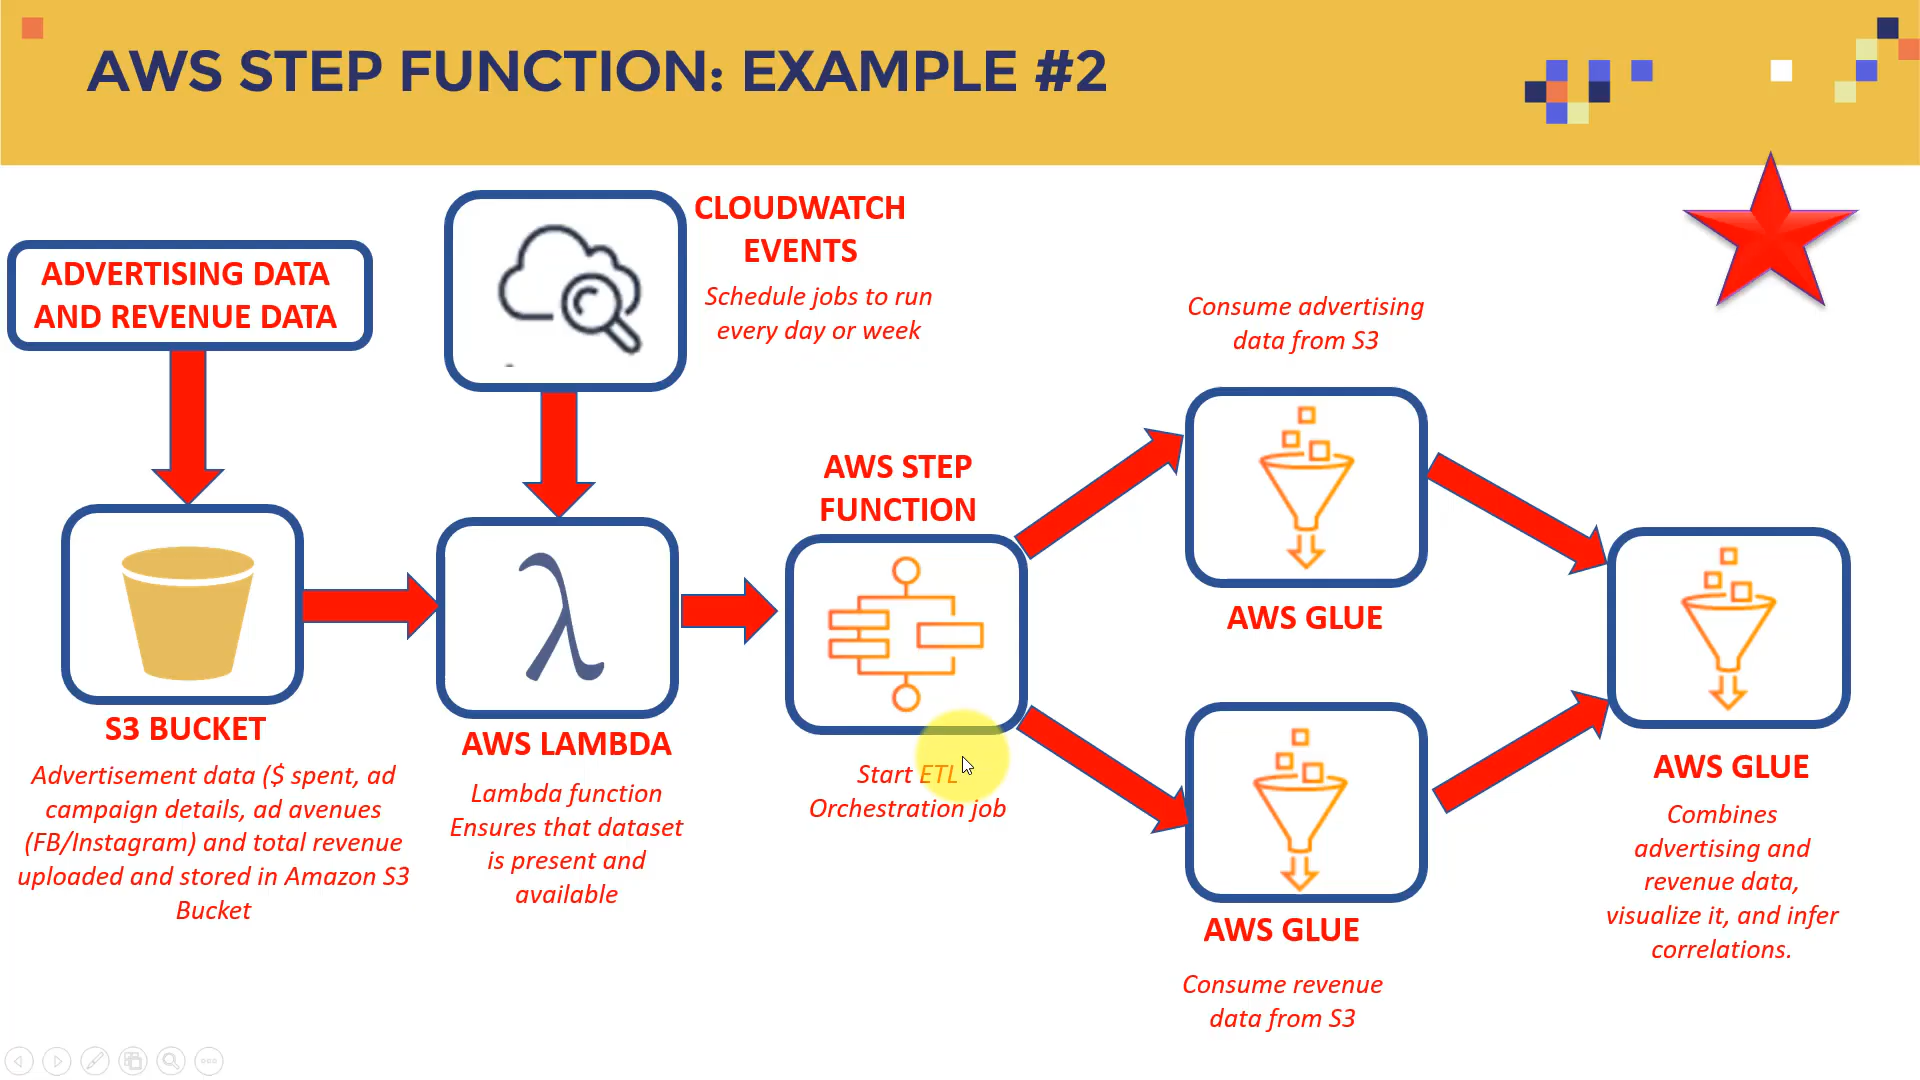 AWS STEP FUNCTION: EXAMPLE #2
ADVERTISING DATA
AND REVENUE DATA
CLOUDWATCH
EVENTS
Schedule jobs to run
every day or week
S3 BUCKET
Advertisement data ($ spent, ad
campaign details, ad avenues
(FB/Instagram) and total revenue
uploaded and stored in Amazon S3
Bucket
AWS LAMBDA
Lambda function
Ensures that dataset
is present and
available
AWS STEP
FUNCTION
Start ETL
Orchestration job
Consume advertising
data from S3
AWS GLUE
AWS GLUE
Consume revenue
data from S3
AWS GLUE
Combines
advertising and
revenue data,
visualize it, and infer
correlations.